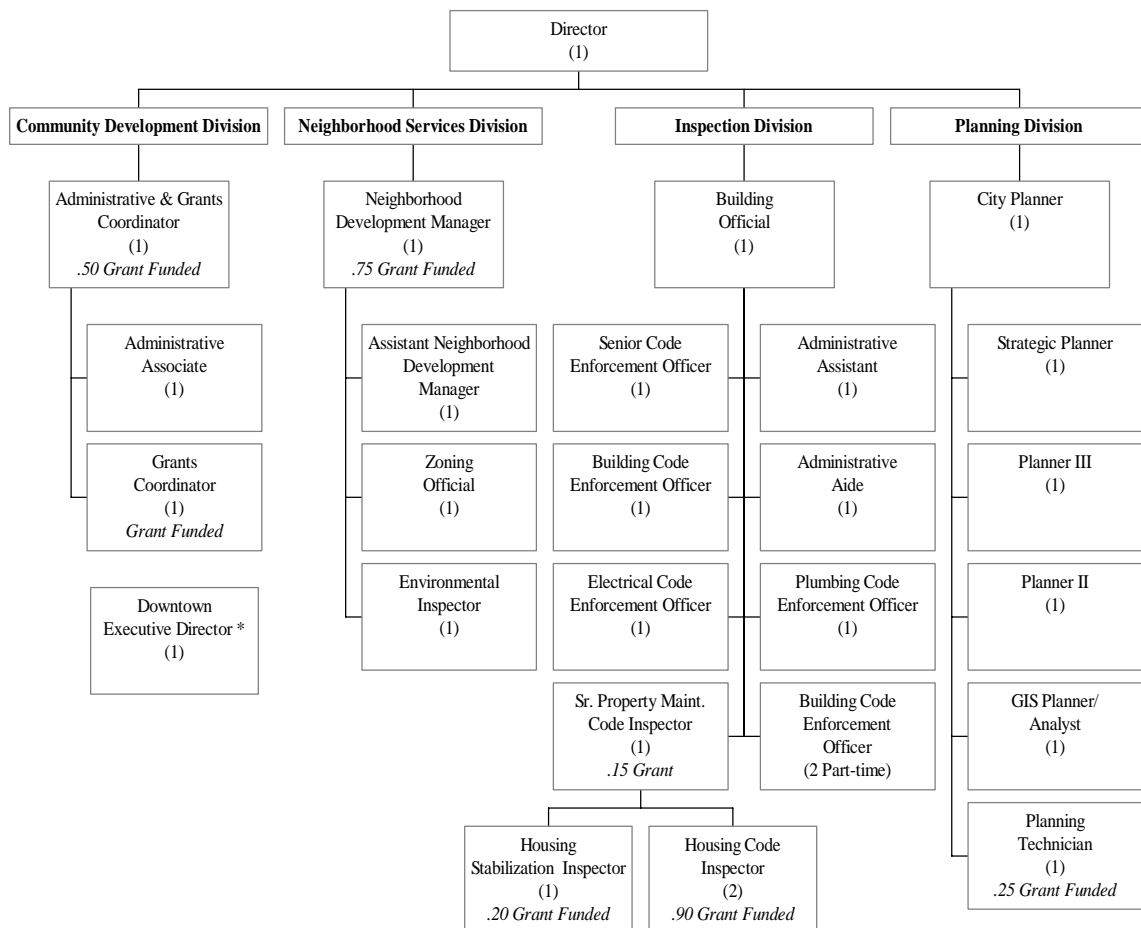 Director
(1)
Community Development Division
Neighborhood Services Division
Inspection Division
Planning Division
Administrative & Grants
Coordinator
(1)
.50 Grant Funded
Neighborhood
Development Manager
(1)
.75 Grant Funded
Building
Official
(1)
City Planner
(1)
Administrative
Associate
(1)
Assistant Neighborhood
Development
Manager
(1)
Senior Code
Enforcement Officer
(1)
Administrative
Assistant
(1)
Strategic Planner
(1)
Grants
Coordinator
(1)
Grant Funded
Zoning
Official
(1)
Building Code
Enforcement Officer
(1)
Administrative
Aide
(1)
Planner III
(1)
Downtown
Executive Director *
(1)
Environmental
Inspector
(1)
Electrical Code
Enforcement Officer
(1)
Plumbing Code
Enforcement Officer
(1)
Planner II
(1)
Sr. Property Maint.
Code Inspector
(1)
.15 Grant
Building Code
Enforcement
Officer
(2 Part-time)
GIS Planner/
Analyst
(1)
Housing
Stabilization Inspector
(1)
.20 Grant Funded
Housing Code
Inspector
(2)
.90 Grant Funded
Planning
Technician
(1)
.25 Grant Funded